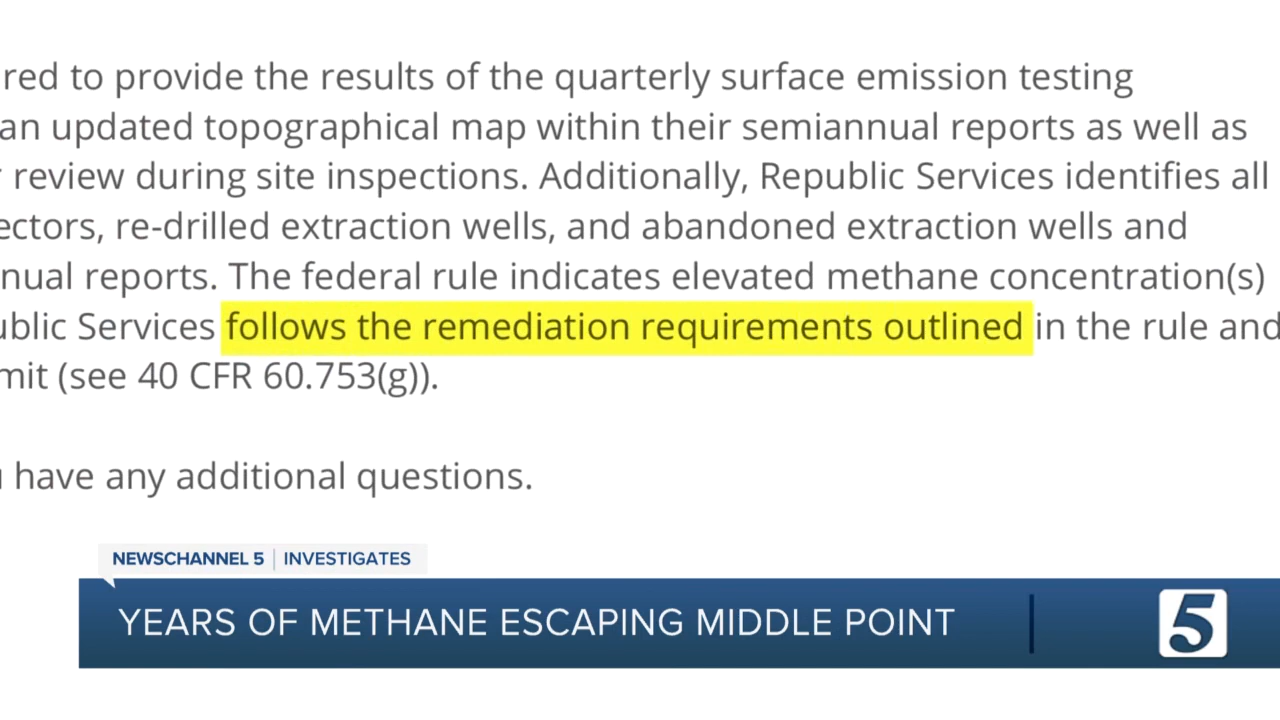 red to provide the results of the quarterly surface emission testing
an updated topographical map within their semiannual reports as well as
review during site inspections. Additionally, Republic Services identifies all
ectors, re-drilled extraction wells, and abandoned extraction wells and
nual reports. The federal rule indicates elevated methane concentration(s)
ublic Services follows the remediation requirements outlined in the rule and
mit (see 40 CFR 60.753(g)).
have any additional questions.
NEWSCHANNEL 5 | INVESTIGATES
YEARS OF METHANE ESCAPING MIDDLE POINT
5